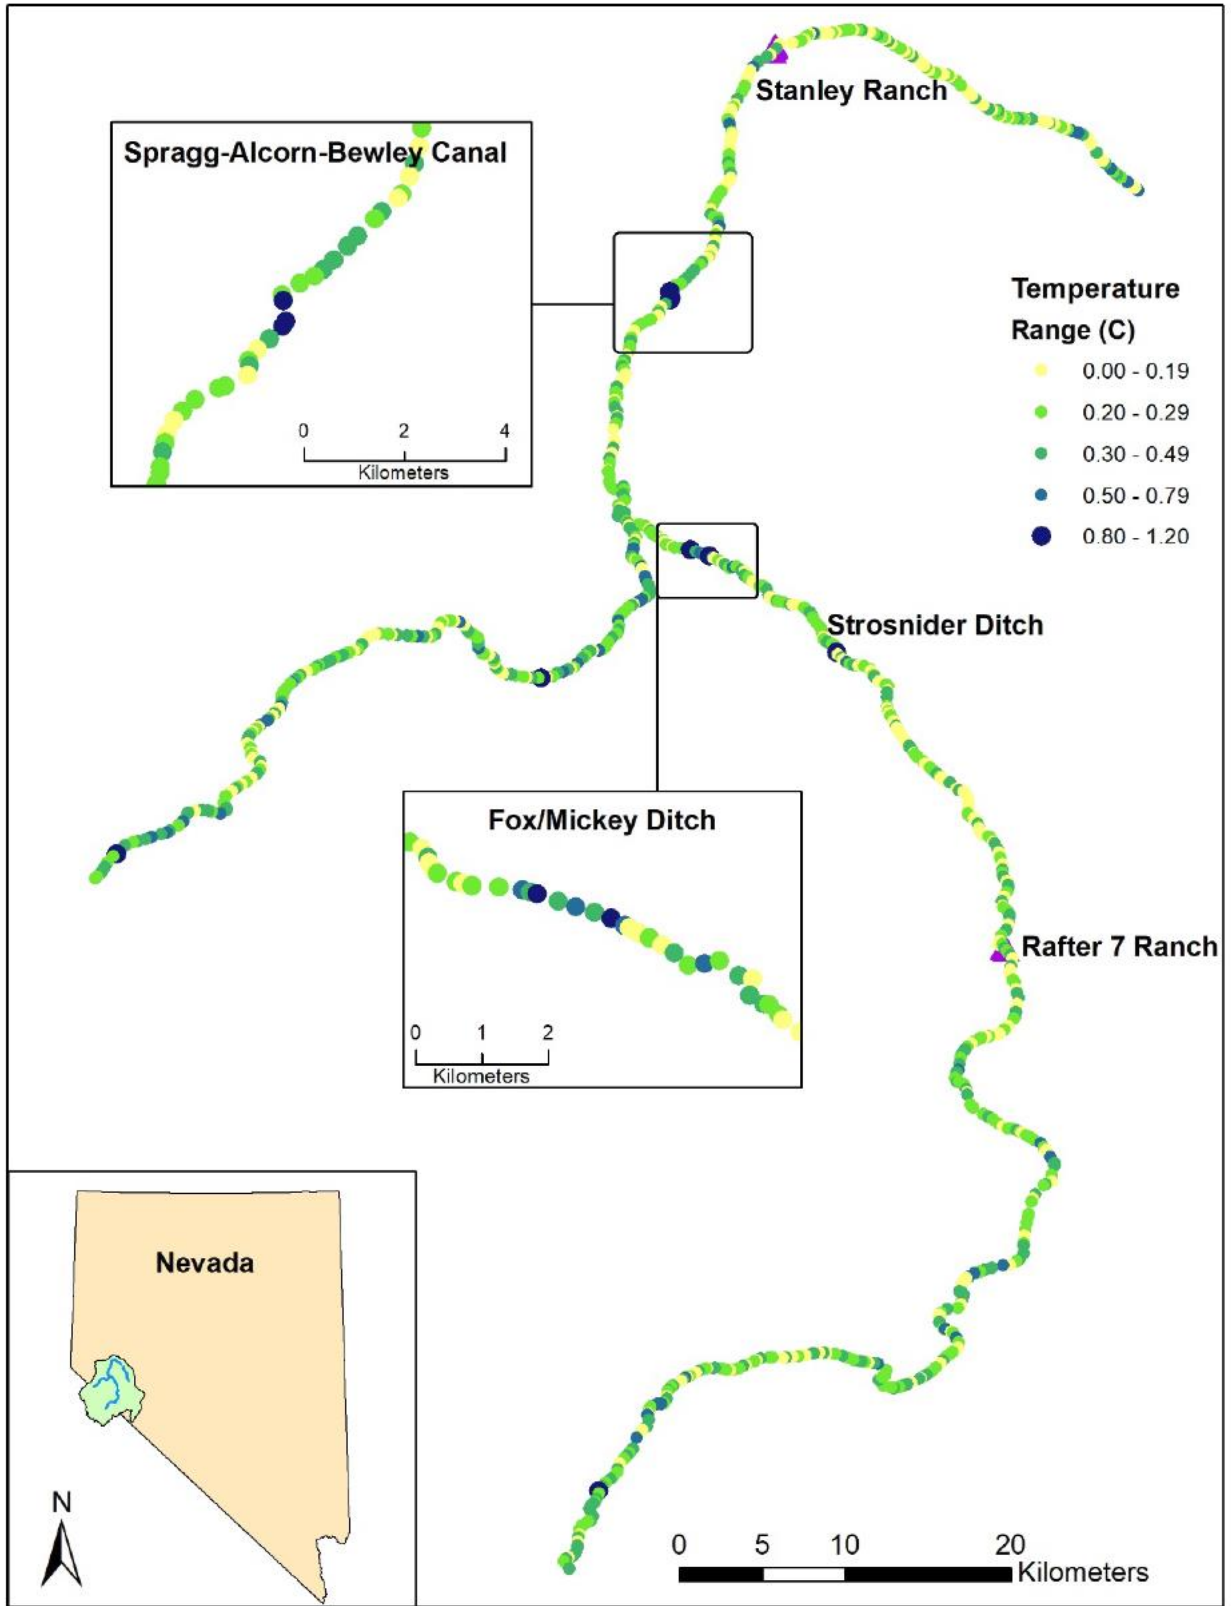 Stanley Ranch
Spragg-Alcorn-Bewley Canal
0 2 4
Kilometers
Temperature
Range (C)
0.00 - 0.19
0.20 - 0.29
0.30 - 0.49
0.50 - 0.79
0.80 - 1.20
Strosnider Ditch
Fox/Mickey Ditch
0 1 2
Kilometers
Rafter 7 Ranch
Nevada
N
0 5 10 20
Kilometers